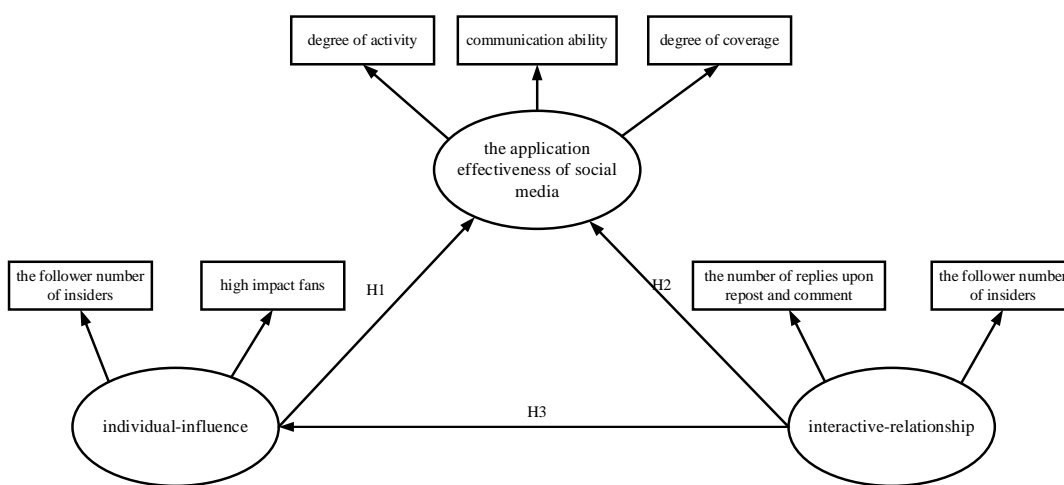 degree of activity
communication ability
degree of coverage
the application
effectiveness of social
media
the follower number
of insiders
high impact fans
H1
H2
the number of replies upon
repost and comment
the follower number
of insiders
individual-influence
H3
interactive-relationship